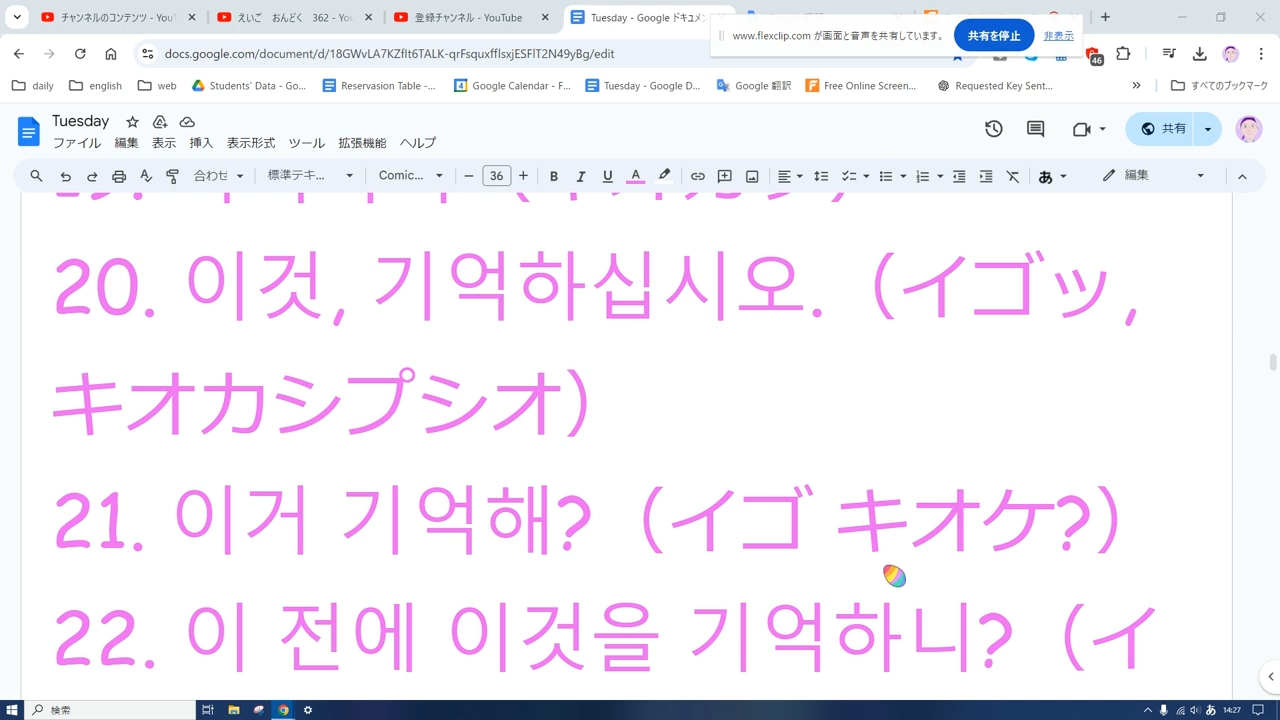 チャンネルのコンテンツ - YouT
えいご りんどくん 362 - You
登録チャンネル - YouTube
Tuesday - Google ドキュメン
www.flexclip.com が画面と音声を共有しています。 共有を停止 非表示
46
daily
english
web
Students' Data - Go...
Reservasion Table -...
Google Calendar - F...
Tuesday - Google D...
Google 翻訳
Free Online Screen...
Requested Key Sent...
»
すべてのブックマーク
Tuesday
ファイル 編集 表示 挿入 表示形式 ツール 拡張機能 ヘルプ
共有
合わせ 標準テキ... Comic... 36 B I U A あ 編集
20. 이것, 기억하십시오.（イゴッ,
キオカシプシオ）
21. 이거 기억해?（イゴ キオケ?）
22. 이 전에 이것을 기억하니?（イ
検索
あ 14:27